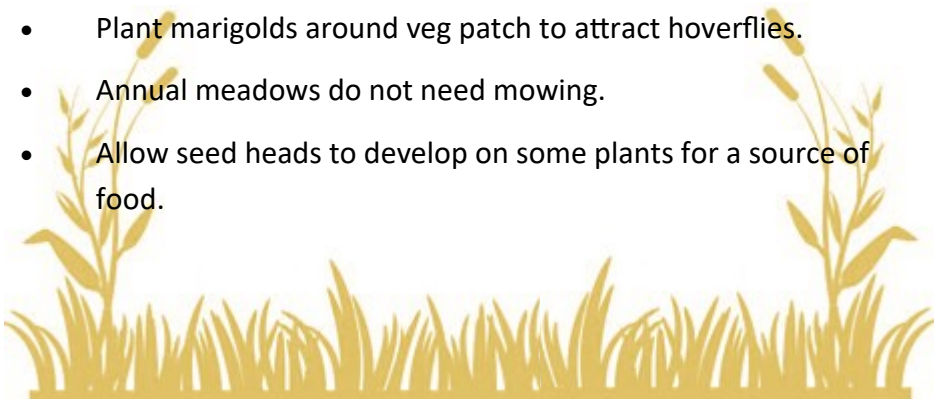 • Plant marigolds around veg patch to attract hoverflies.
• Annual meadows do not need mowing.
• Allow seed heads to develop on some plants for a source of
food.